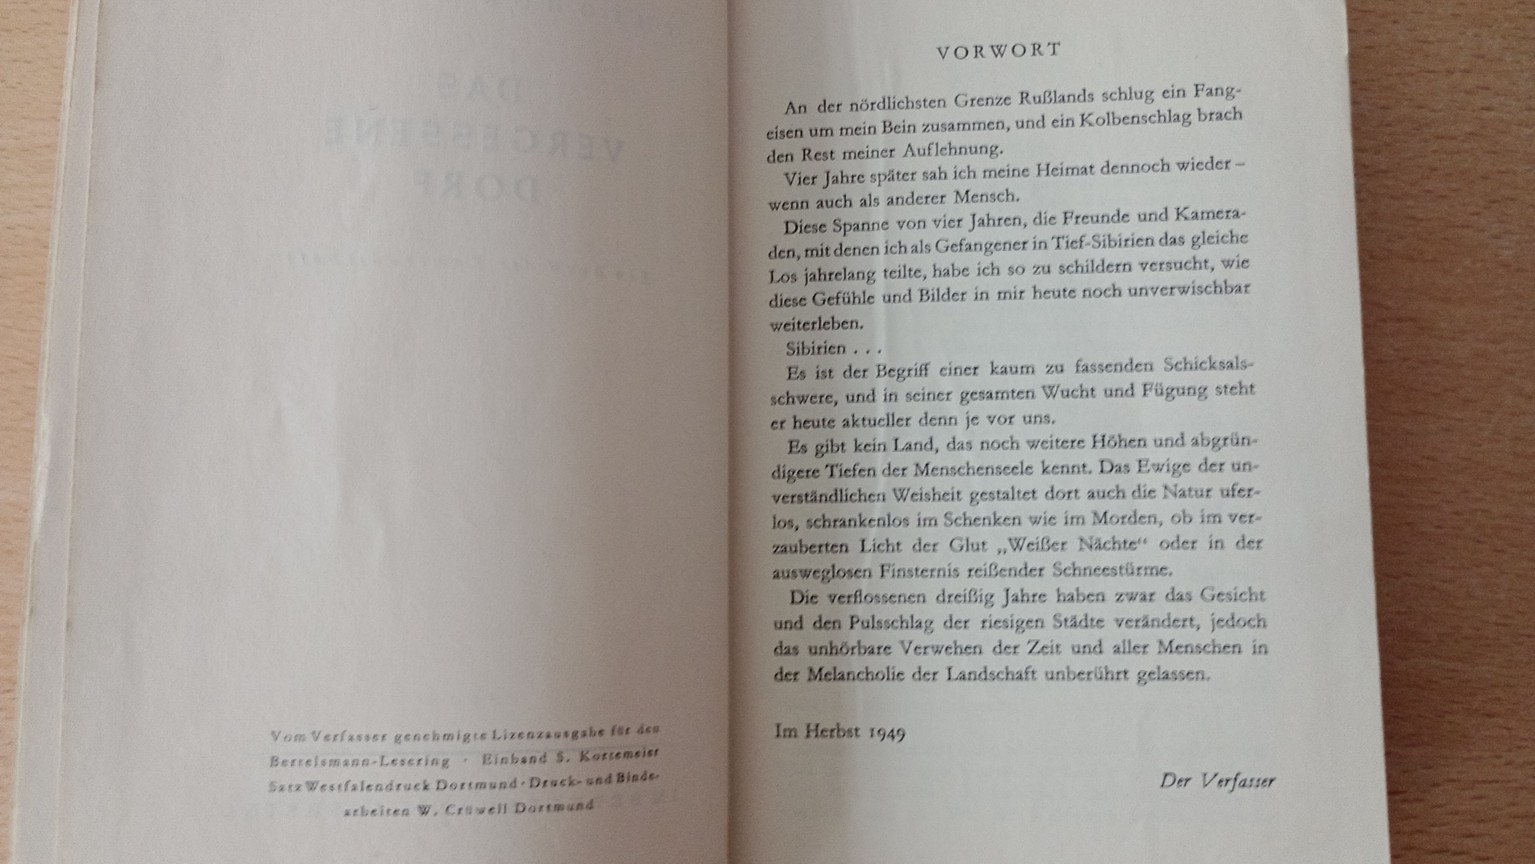 Vom Verfasser genehmigte Lizenzausgabe für den
Bertelsmann-Lesering · Einband S. Kortemeier
Satz Westfalendruck Dortmund · Druck- und Binde-
arbeiten W. Crüwell Dortmund
VORWORT
An der nördlichsten Grenze Rußlands schlug ein Fang-
eisen um mein Bein zusammen, und ein Kolbenschlag brach
den Rest meiner Auflehnung.
Vier Jahre später sah ich meine Heimat dennoch wieder –
wenn auch als anderer Mensch.
Diese Spanne von vier Jahren, die Freunde und Kamera-
den, mit denen ich als Gefangener in Tief-Sibirien das gleiche
Los jahrelang teilte, habe ich so zu schildern versucht, wie
diese Gefühle und Bilder in mir heute noch unverwischbar
weiterleben.
Sibirien . . .
Es ist der Begriff einer kaum zu fassenden Schicksals-
schwere, und in seiner gesamten Wucht und Fügung steht
er heute aktueller denn je vor uns.
Es gibt kein Land, das noch weitere Höhen und abgrün-
digere Tiefen der Menschenseele kennt. Das Ewige der un-
verständlichen Weisheit gestaltet dort auch die Natur ufer-
los, schrankenlos im Schenken wie im Morden, ob im ver-
zauberten Licht der Glut „Weißer Nächte“ oder in der
ausweglosen Finsternis reißender Schneestürme.
Die verflossenen dreißig Jahre haben zwar das Gesicht
und den Pulsschlag der riesigen Städte verändert, jedoch
das unhörbare Verwehen der Zeit und aller Menschen in
der Melancholie der Landschaft unberührt gelassen.
Im Herbst 1949
Der Verfasser